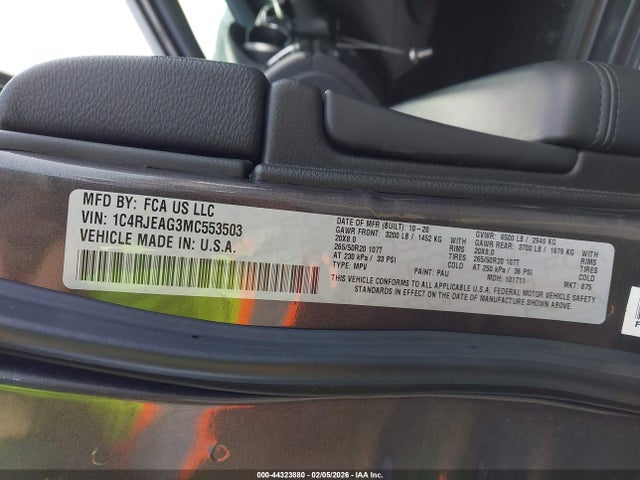 MFD BY: FCA US LLC
VIN: 1C4RJEAG3MC553503
VEHICLE MADE IN U.S.A.
DATE OF MFR (BUILT): 10-20 GVWR: 6500 LB / 2949 KG
GAWR FRONT: 3200 LB / 1452 KG WITH GAWR REAR: 3700 LB / 1679 KG WITH
20X8.0 RIMS 20X8.0 RIMS
265/50R20 107T TIRES 265/50R20 107T TIRES
AT 230 kPa / 33 PSI COLD AT 250 kPa / 36 PSI COLD
TYPE: MPV PAINT: PAU MDH: 101711 MKT: 875
THIS VEHICLE CONFORMS TO ALL APPLICABLE U.S.A. FEDERAL MOTOR VEHICLE SAFETY
STANDARDS IN EFFECT ON THE DATE OF MANUFACTURE SHOWN ABOVE.
000-44323880 - 02/05/2026 - IAA Inc.